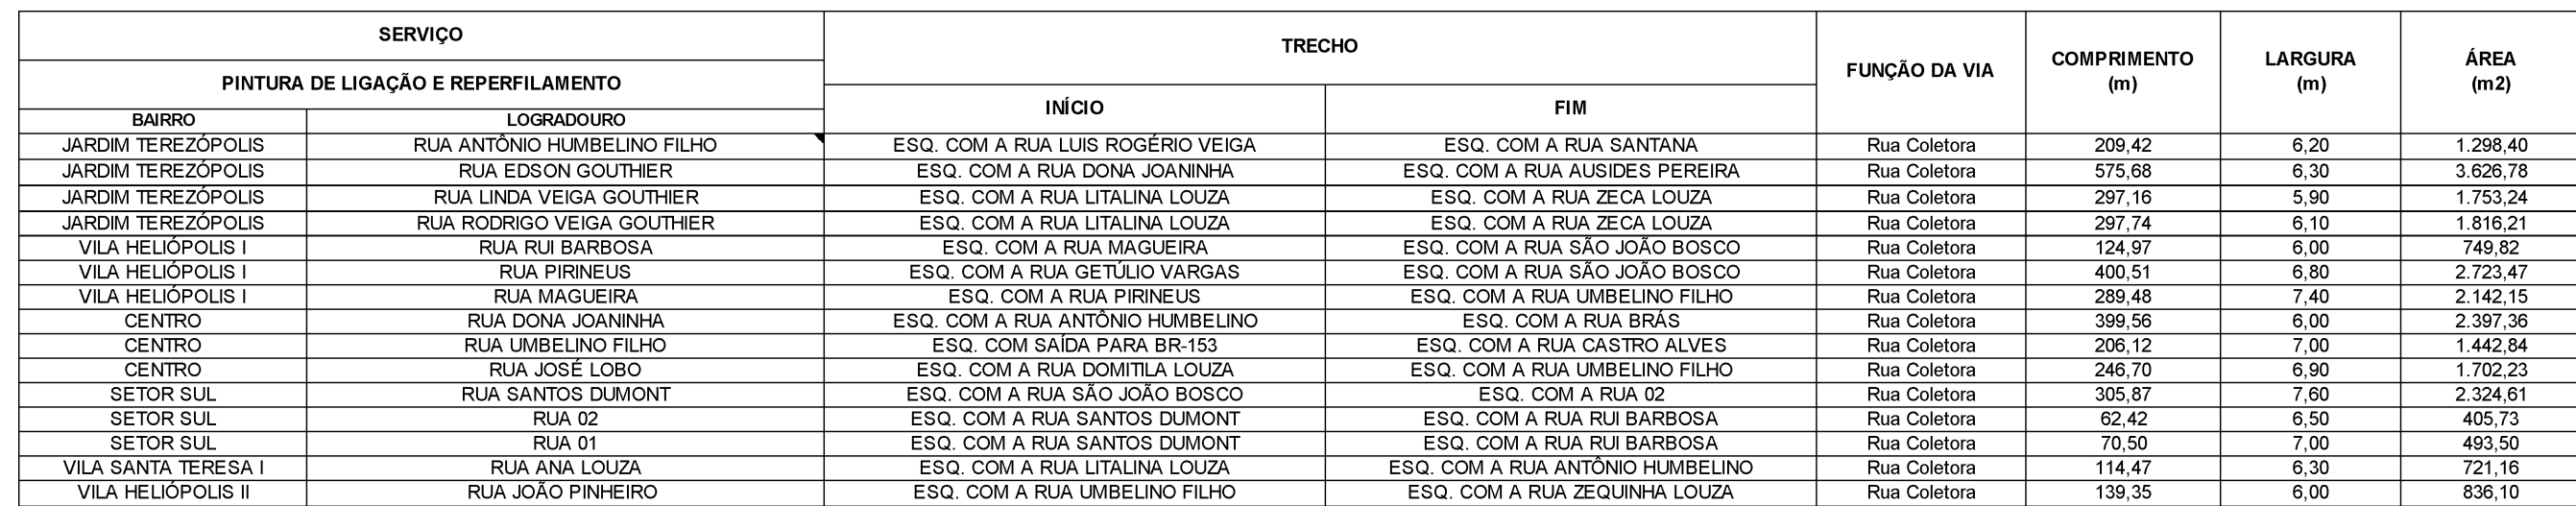 SERVIÇO
TRECHO
FUNÇÃO DA VIA
COMPRIMENTO
(m)
LARGURA
(m)
ÁREA
(m2)
PINTURA DE LIGAÇÃO E REPERFILAMENTO
INÍCIO
FIM
BAIRRO
LOGRADOURO
JARDIM TEREZÓPOLIS RUA ANTÔNIO HUMBELINO FILHO ESQ. COM A RUA LUIS ROGÉRIO VEIGA ESQ. COM A RUA SANTANA Rua Coletora 209,42 6,20 1.298,40
JARDIM TEREZÓPOLIS RUA EDSON GOUTHIER ESQ. COM A RUA DONA JOANINHA ESQ. COM A RUA AUSIDES PEREIRA Rua Coletora 575,68 6,30 3.626,78
JARDIM TEREZÓPOLIS RUA LINDA VEIGA GOUTHIER ESQ. COM A RUA LITALINA LOUZA ESQ. COM A RUA ZECA LOUZA Rua Coletora 297,16 5,90 1.753,24
JARDIM TEREZÓPOLIS RUA RODRIGO VEIGA GOUTHIER ESQ. COM A RUA LITALINA LOUZA ESQ. COM A RUA ZECA LOUZA Rua Coletora 297,74 6,10 1.816,21
VILA HELIÓPOLIS I RUA RUI BARBOSA ESQ. COM A RUA MAGUEIRA ESQ. COM A RUA SÃO JOÃO BOSCO Rua Coletora 124,97 6,00 749,82
VILA HELIÓPOLIS I RUA PIRINEUS ESQ. COM A RUA GETÚLIO VARGAS ESQ. COM A RUA SÃO JOÃO BOSCO Rua Coletora 400,51 6,80 2.723,47
VILA HELIÓPOLIS I RUA MAGUEIRA ESQ. COM A RUA PIRINEUS ESQ. COM A RUA UMBELINO FILHO Rua Coletora 289,48 7,40 2.142,15
CENTRO RUA DONA JOANINHA ESQ. COM A RUA ANTÔNIO HUMBELINO ESQ. COM A RUA BRÁS Rua Coletora 399,56 6,00 2.397,36
CENTRO RUA UMBELINO FILHO ESQ. COM SAÍDA PARA BR-153 ESQ. COM A RUA CASTRO ALVES Rua Coletora 206,12 7,00 1.442,84
CENTRO RUA JOSÉ LOBO ESQ. COM A RUA DOMITILA LOUZA ESQ. COM A RUA UMBELINO FILHO Rua Coletora 246,70 6,90 1.702,23
SETOR SUL RUA SANTOS DUMONT ESQ. COM A RUA SÃO JOÃO BOSCO ESQ. COM A RUA 02 Rua Coletora 305,87 7,60 2.324,61
SETOR SUL RUA 02 ESQ. COM A RUA SANTOS DUMONT ESQ. COM A RUA RUI BARBOSA Rua Coletora 62,42 6,50 405,73
SETOR SUL RUA 01 ESQ. COM A RUA SANTOS DUMONT ESQ. COM A RUA RUI BARBOSA Rua Coletora 70,50 7,00 493,50
VILA SANTA TERESA I RUA ANA LOUZA ESQ. COM A RUA LITALINA LOUZA ESQ. COM A RUA ANTÔNIO HUMBELINO Rua Coletora 114,47 6,30 721,16
VILA HELIÓPOLIS II RUA JOÃO PINHEIRO ESQ. COM A RUA UMBELINO FILHO ESQ. COM A RUA ZEQUINHA LOUZA Rua Coletora 139,35 6,00 836,10